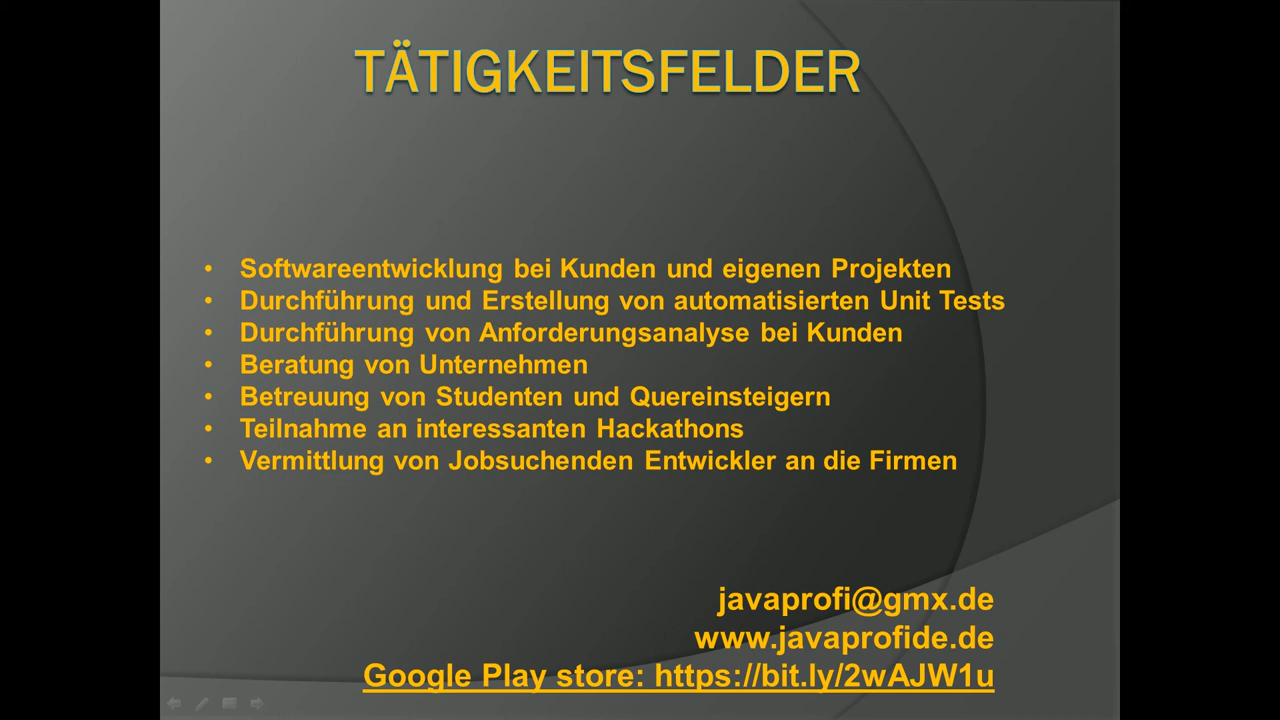 TÄTIGKEITSFELDER
• Softwareentwicklung bei Kunden und eigenen Projekten
• Durchführung und Erstellung von automatisierten Unit Tests
• Durchführung von Anforderungsanalyse bei Kunden
• Beratung von Unternehmen
• Betreuung von Studenten und Quereinsteigern
• Teilnahme an interessanten Hackathons
• Vermittlung von Jobsuchenden Entwickler an die Firmen
javaprofi@gmx.de
www.javaprofide.de
Google Play store: https://bit.ly/2wAJW1u